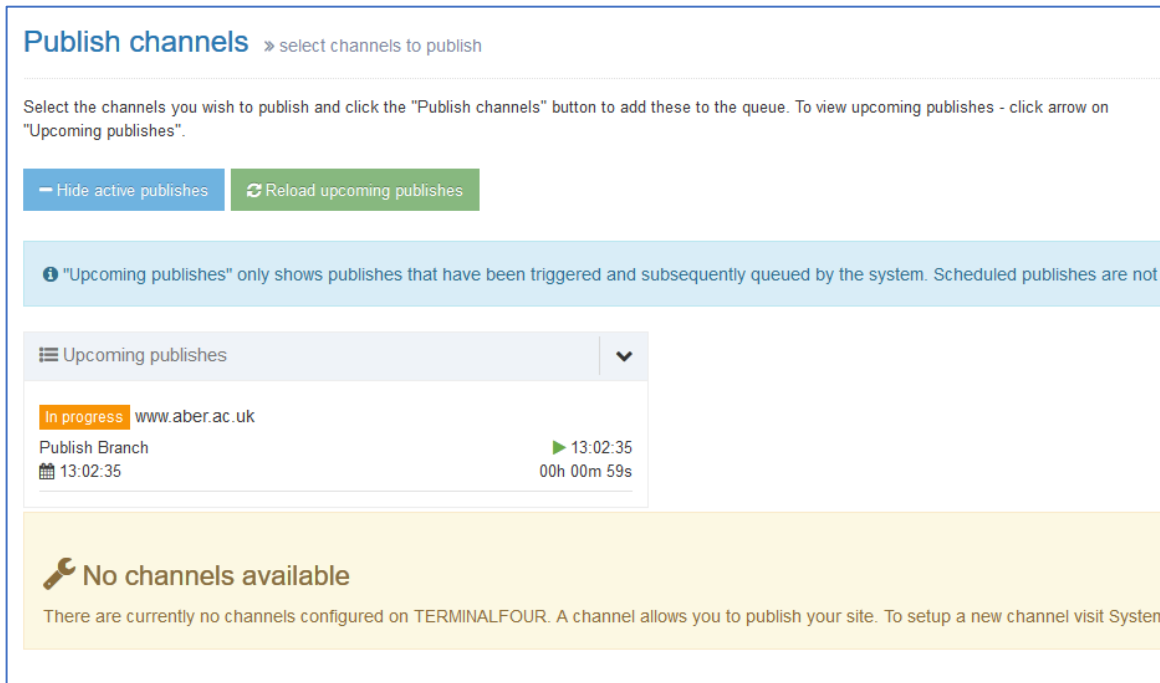 Publish channels » select channels to publish
Select the channels you wish to publish and click the "Publish channels" button to add these to the queue. To view upcoming publishes - click arrow on
"Upcoming publishes".
Hide active publishes Reload upcoming publishes
"Upcoming publishes" only shows publishes that have been triggered and subsequently queued by the system. Scheduled publishes are not
Upcoming publishes
In progress www.aber.ac.uk
Publish Branch 13:02:35
13:02:35 00h 00m 59s
No channels available
There are currently no channels configured on TERMINALFOUR. A channel allows you to publish your site. To setup a new channel visit System